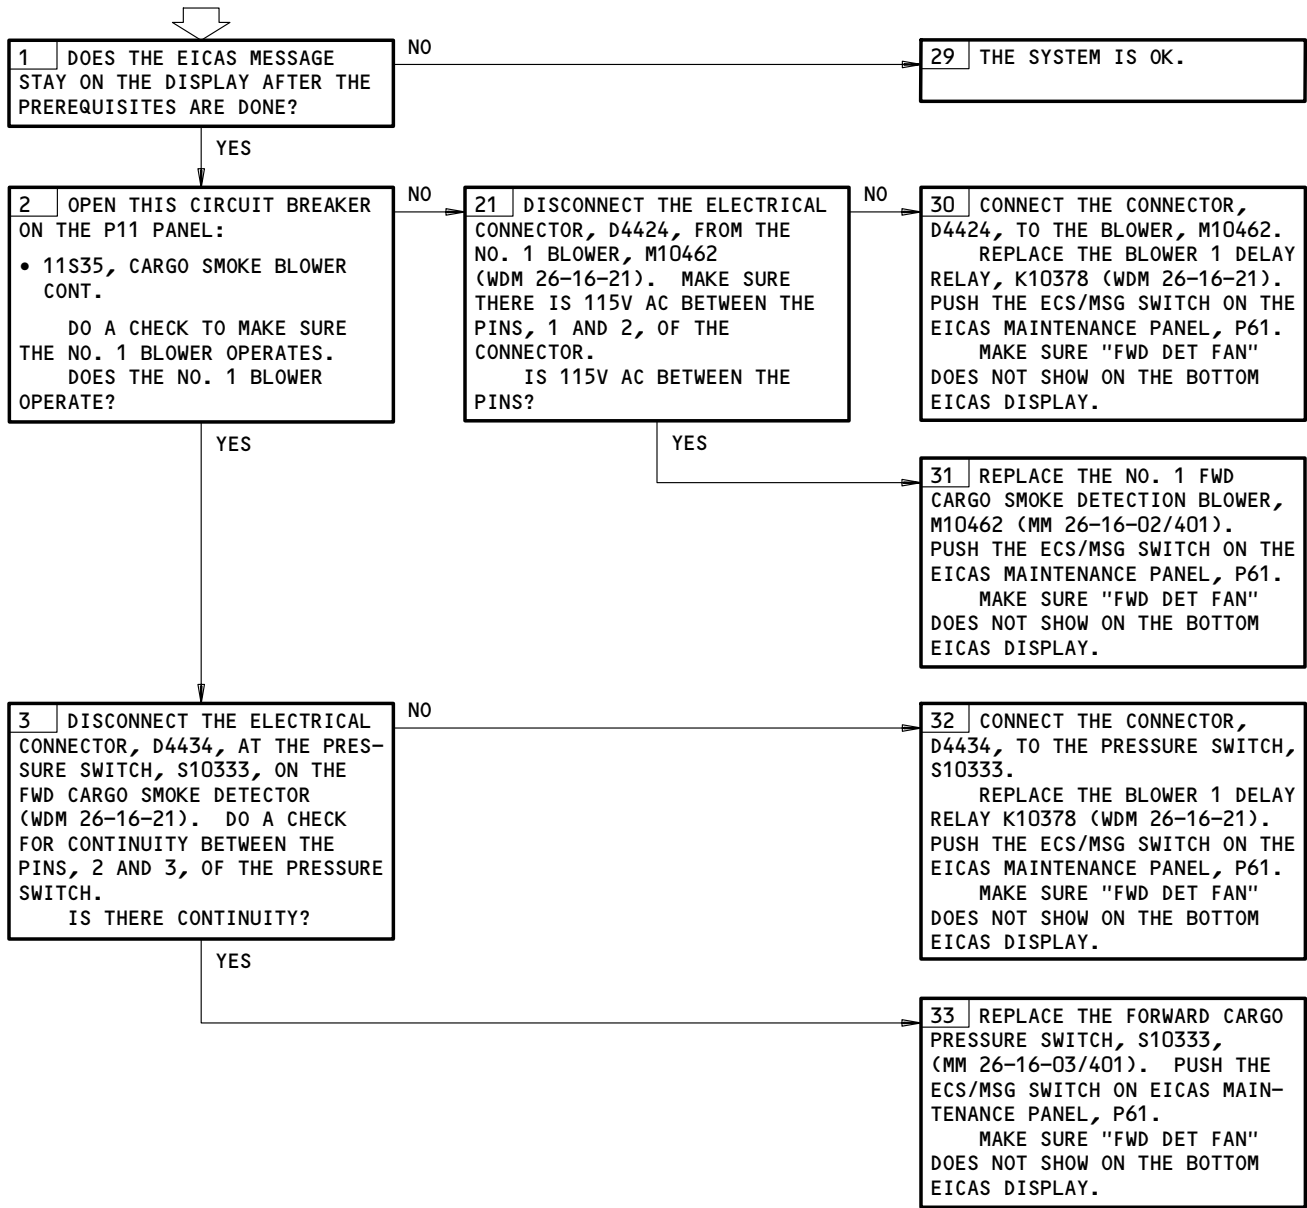 1 DOES THE EICAS MESSAGE
STAY ON THE DISPLAY AFTER THE
PREREQUISITES ARE DONE?
NO
29 THE SYSTEM IS OK.
YES
2 OPEN THIS CIRCUIT BREAKER
ON THE P11 PANEL:
• 11S35, CARGO SMOKE BLOWER
CONT.
DO A CHECK TO MAKE SURE
THE NO. 1 BLOWER OPERATES.
DOES THE NO. 1 BLOWER
OPERATE?
NO
21 DISCONNECT THE ELECTRICAL
CONNECTOR, D4424, FROM THE
NO. 1 BLOWER, M10462
(WDM 26-16-21). MAKE SURE
THERE IS 115V AC BETWEEN THE
PINS, 1 AND 2, OF THE
CONNECTOR.
IS 115V AC BETWEEN THE
PINS?
NO
30 CONNECT THE CONNECTOR,
D4424, TO THE BLOWER, M10462.
REPLACE THE BLOWER 1 DELAY
RELAY, K10378 (WDM 26-16-21).
PUSH THE ECS/MSG SWITCH ON THE
EICAS MAINTENANCE PANEL, P61.
MAKE SURE "FWD DET FAN"
DOES NOT SHOW ON THE BOTTOM
EICAS DISPLAY.
YES
YES
31 REPLACE THE NO. 1 FWD
CARGO SMOKE DETECTION BLOWER,
M10462 (MM 26-16-02/401).
PUSH THE ECS/MSG SWITCH ON THE
EICAS MAINTENANCE PANEL, P61.
MAKE SURE "FWD DET FAN"
DOES NOT SHOW ON THE BOTTOM
EICAS DISPLAY.
3 DISCONNECT THE ELECTRICAL
CONNECTOR, D4434, AT THE PRES-
SURE SWITCH, S10333, ON THE
FWD CARGO SMOKE DETECTOR
(WDM 26-16-21). DO A CHECK
FOR CONTINUITY BETWEEN THE
PINS, 2 AND 3, OF THE PRESSURE
SWITCH.
IS THERE CONTINUITY?
NO
32 CONNECT THE CONNECTOR,
D4434, TO THE PRESSURE SWITCH,
S10333.
REPLACE THE BLOWER 1 DELAY
RELAY K10378 (WDM 26-16-21).
PUSH THE ECS/MSG SWITCH ON THE
EICAS MAINTENANCE PANEL, P61.
MAKE SURE "FWD DET FAN"
DOES NOT SHOW ON THE BOTTOM
EICAS DISPLAY.
YES
33 REPLACE THE FORWARD CARGO
PRESSURE SWITCH, S10333,
(MM 26-16-03/401). PUSH THE
ECS/MSG SWITCH ON EICAS MAIN-
TENANCE PANEL, P61.
MAKE SURE "FWD DET FAN"
DOES NOT SHOW ON THE BOTTOM
EICAS DISPLAY.